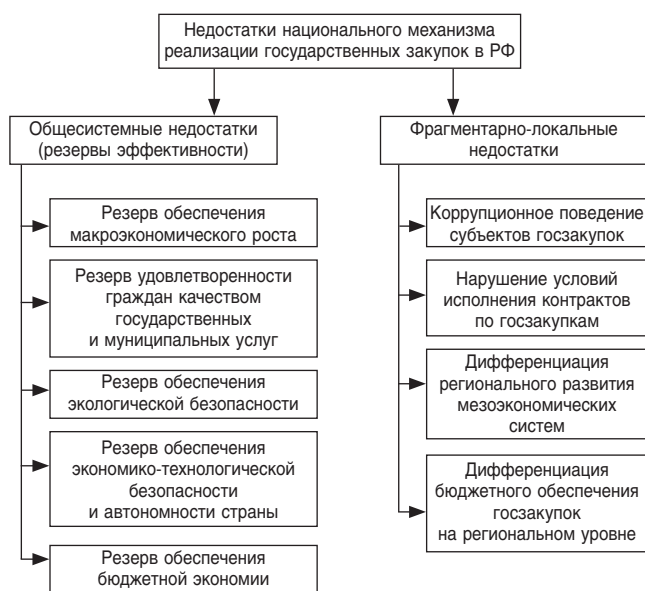 Недостатки национального механизма
реализации государственных закупок в РФ
Общесистемные недостатки
(резервы эффективности)
Резерв обеспечения
макроэкономического роста
Резерв удовлетворенности
граждан качеством
государственных
и муниципальных услуг
Резерв обеспечения
экологической безопасности
Резерв обеспечения
экономико-технологической
безопасности
и автономности страны
Резерв обеспечения
бюджетной экономии
Фрагментарно-локальные
недостатки
Коррупционное поведение
субъектов госзакупок
Нарушение условий
исполнения контрактов
по госзакупкам
Дифференциация
регионального развития
мезоэкономических
систем
Дифференциация
бюджетного обеспечения
госзакупок
на региональном уровне